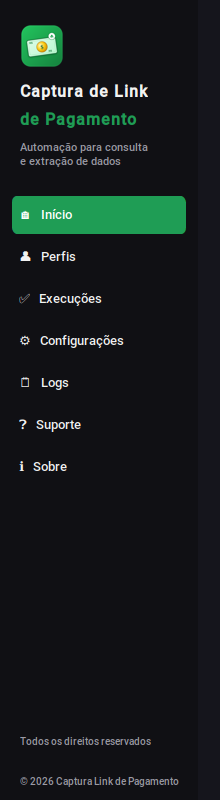 Captura de Link
de Pagamento
Automação para consulta
e extração de dados
Início
Perfis
Execuções
Configurações
Logs
? Suporte
i Sobre
Todos os direitos reservados
© 2026 Captura Link de Pagamento